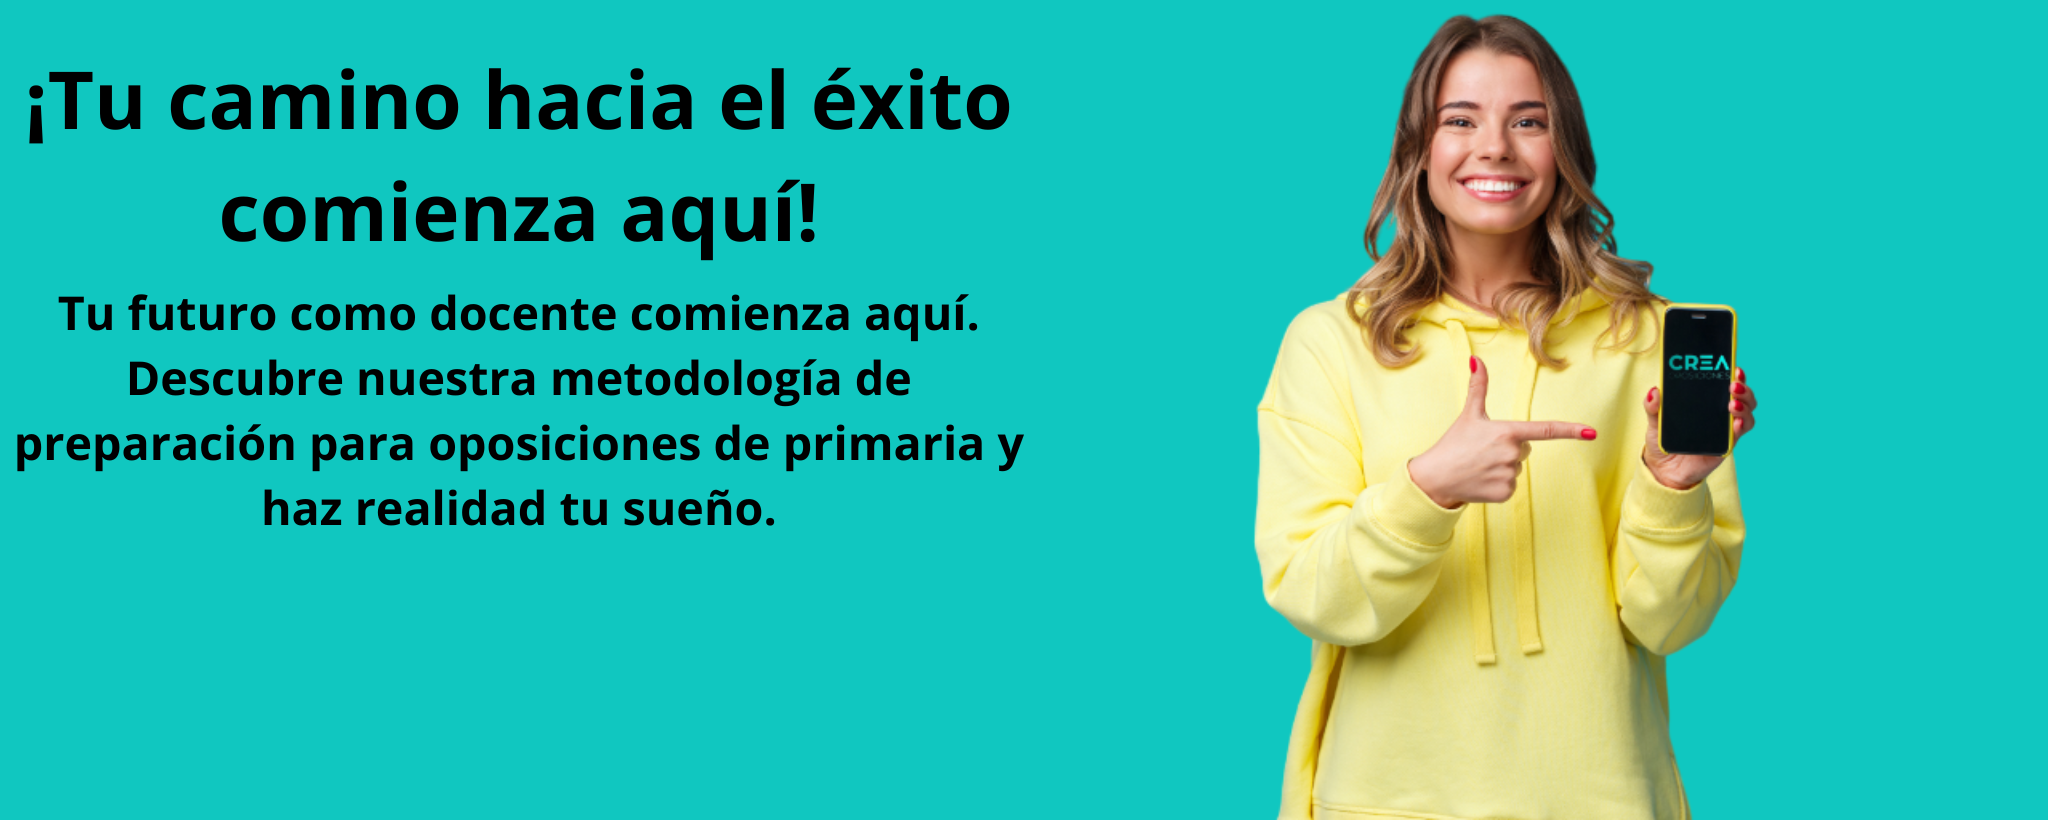 ¡Tu camino hacia el éxito
comienza aquí!
Tu futuro como docente comienza aquí.
Descubre nuestra metodología de
preparación para oposiciones de primaria y
haz realidad tu sueño.
CREA